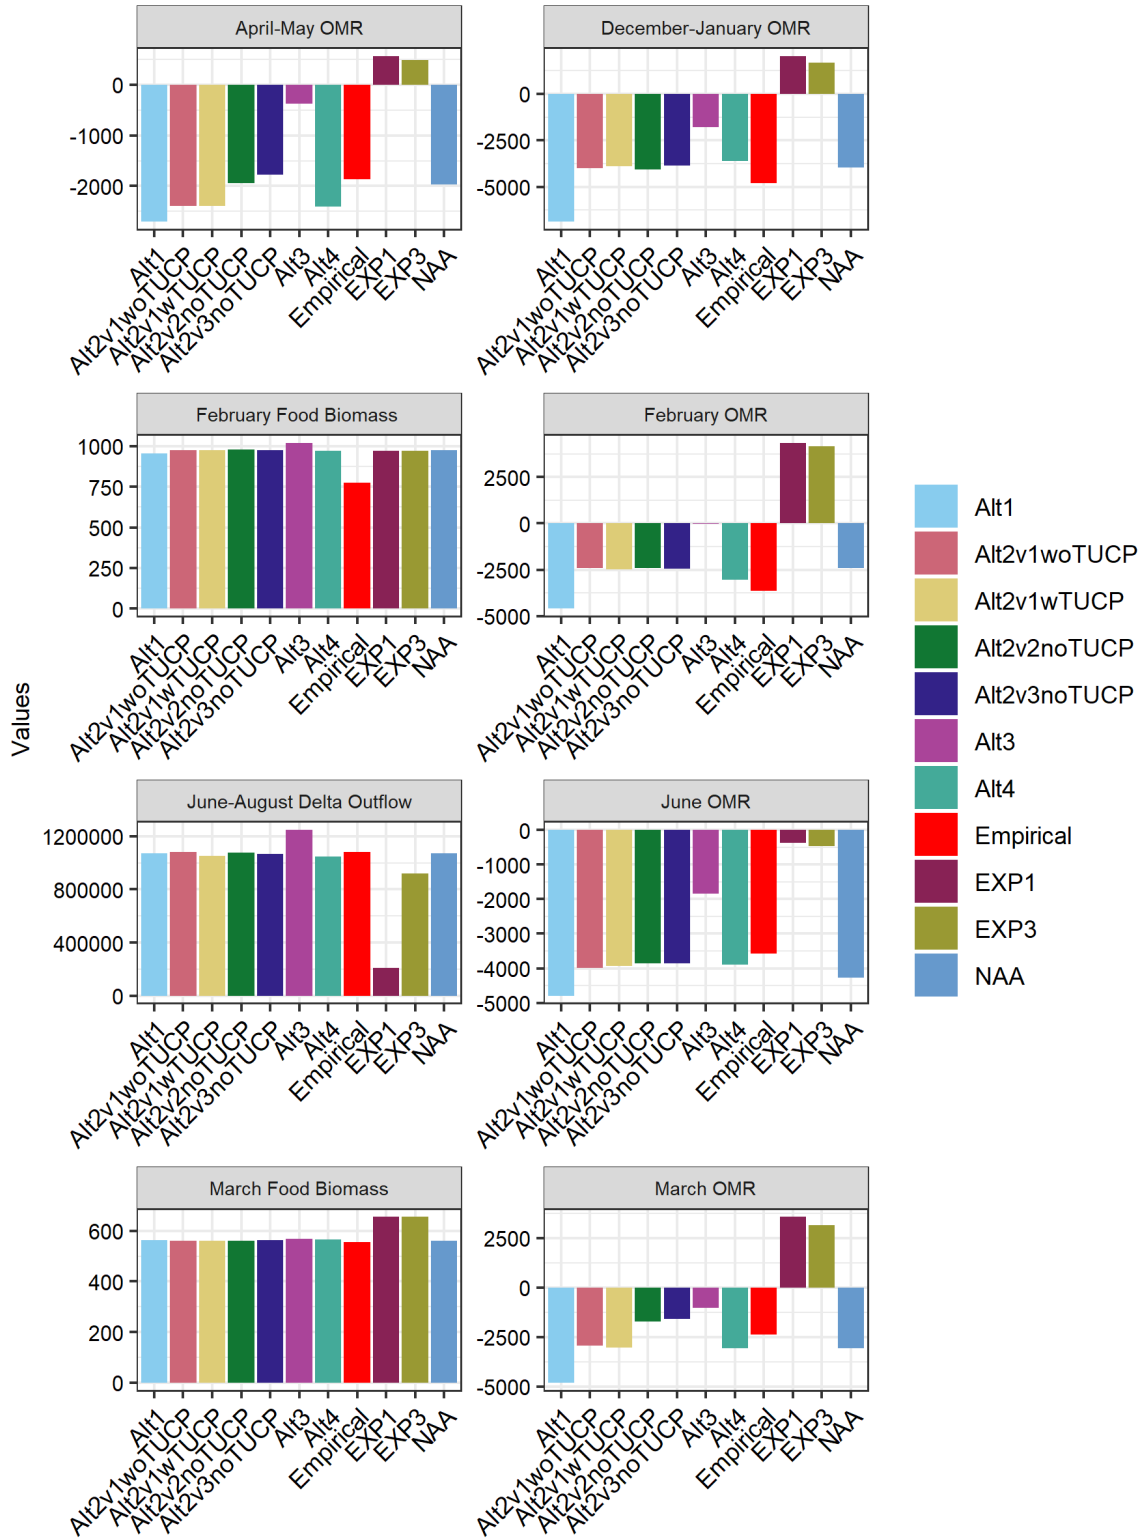 April-May OMR
0
-1000
-2000
Alt1
Alt2v1woTUCP
Alt2v1wTUCP
Alt2v2noTUCP
Alt2v3noTUCP
Alt3
Alt4
Empirical
EXP1
EXP3
NAA
December-January OMR
0
-2500
-5000
Alt1
Alt2v1woTUCP
Alt2v1wTUCP
Alt2v2noTUCP
Alt2v3noTUCP
Alt3
Alt4
Empirical
EXP1
EXP3
NAA
Values
February Food Biomass
1000
750
500
250
0
Alt1
Alt2v1woTUCP
Alt2v1wTUCP
Alt2v2noTUCP
Alt2v3noTUCP
Alt3
Alt4
Empirical
EXP1
EXP3
NAA
February OMR
2500
0
-2500
-5000
Alt1
Alt2v1woTUCP
Alt2v1wTUCP
Alt2v2noTUCP
Alt2v3noTUCP
Alt3
Alt4
Empirical
EXP1
EXP3
NAA
June-August Delta Outflow
1200000
800000
400000
0
Alt1
Alt2v1woTUCP
Alt2v1wTUCP
Alt2v2noTUCP
Alt2v3noTUCP
Alt3
Alt4
Empirical
EXP1
EXP3
NAA
June OMR
0
-1000
-2000
-3000
-4000
-5000
Alt1
Alt2v1woTUCP
Alt2v1wTUCP
Alt2v2noTUCP
Alt2v3noTUCP
Alt3
Alt4
Empirical
EXP1
EXP3
NAA
March Food Biomass
600
400
200
0
Alt1
Alt2v1woTUCP
Alt2v1wTUCP
Alt2v2noTUCP
Alt2v3noTUCP
Alt3
Alt4
Empirical
EXP1
EXP3
NAA
March OMR
2500
0
-2500
-5000
Alt1
Alt2v1woTUCP
Alt2v1wTUCP
Alt2v2noTUCP
Alt2v3noTUCP
Alt3
Alt4
Empirical
EXP1
EXP3
NAA
Alt1
Alt2v1woTUCP
Alt2v1wTUCP
Alt2v2noTUCP
Alt2v3noTUCP
Alt3
Alt4
Empirical
EXP1
EXP3
NAA